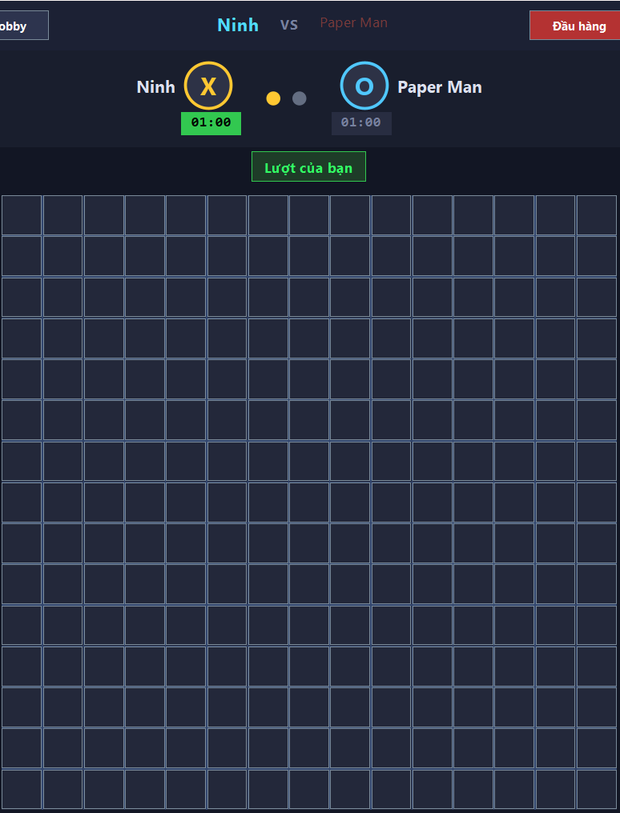 obby
Ninh VS Paper Man
Đầu hàng
Ninh X O Paper Man
01:00 01:00
Lượt của bạn